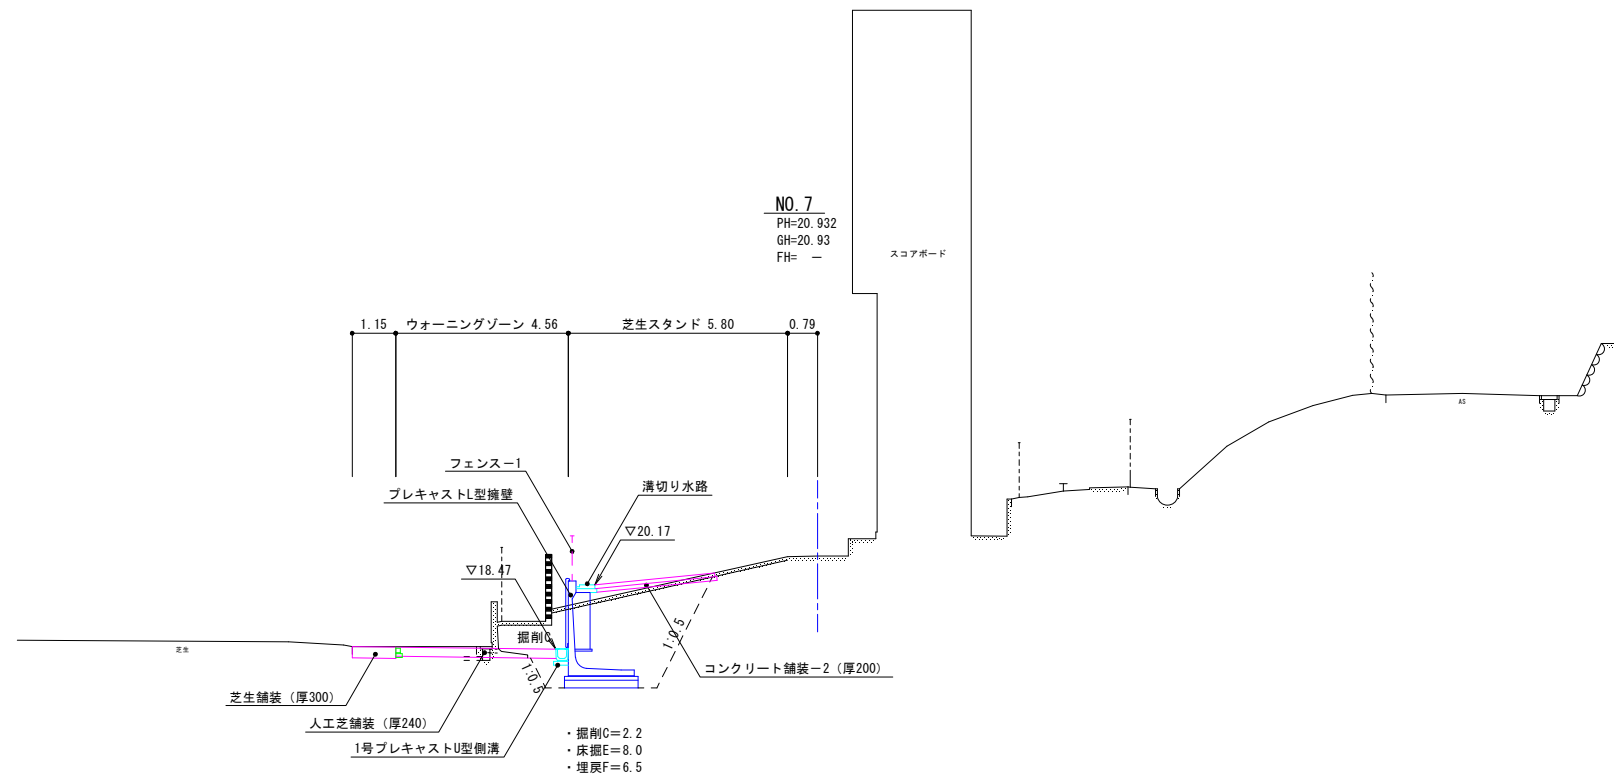 NO.7
PH=20.932
GH=20.93
FH= －
スコアボード
1.15
ウォーニングゾーン 4.56
芝生スタンド 5.80
0.79
AS
フェンス－1
プレキャストL型擁壁
溝切り水路
▽20.17
▽18.47
掘削C
芝生
1:0.5
1:0.5
コンクリート舗装－2（厚200）
芝生舗装（厚300）
人工芝舗装（厚240）
1号プレキャストU型側溝
・掘削C＝2.2
・床掘E＝8.0
・埋戻F＝6.5